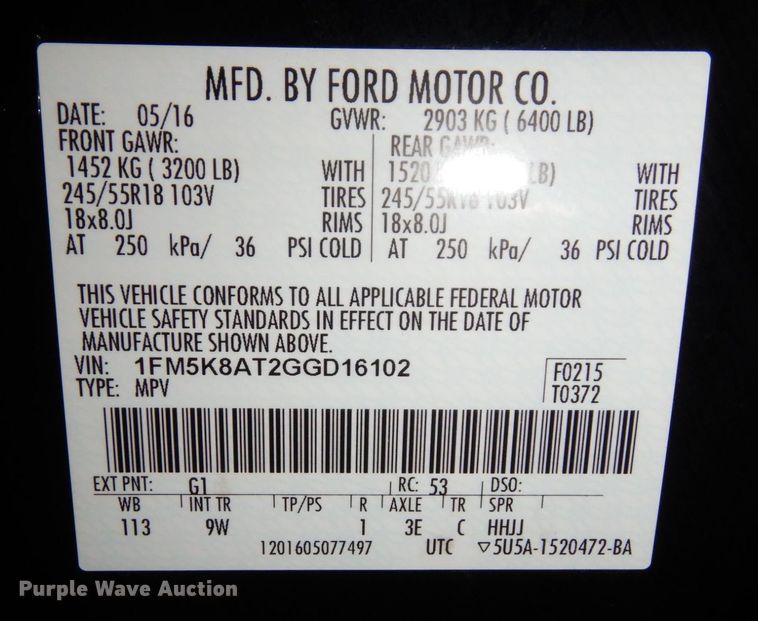 MFD. BY FORD MOTOR CO.
DATE: 05/16 GVWR: 2903 KG ( 6400 LB)
FRONT GAWR: REAR GAWR:
1452 KG ( 3200 LB) WITH 1520 LB) WITH
245/55R18 103V TIRES 245/55R18 103V TIRES
18x8.0J RIMS 18x8.0J RIMS
AT 250 kPa/ 36 PSI COLD AT 250 kPa/ 36 PSI COLD
THIS VEHICLE CONFORMS TO ALL APPLICABLE FEDERAL MOTOR
VEHICLE SAFETY STANDARDS IN EFFECT ON THE DATE OF
MANUFACTURE SHOWN ABOVE.
VIN: 1FM5K8AT2GGD16102
TYPE: MPV
F0215
T0372
EXT PNT: G1 RC: 53 DSO:
WB INT TR TP/PS R AXLE TR SPR
113 9W 1 3E C HHJJ
1201605077497 UTC ▽5U5A-1520472-BA
Purple Wave Auction